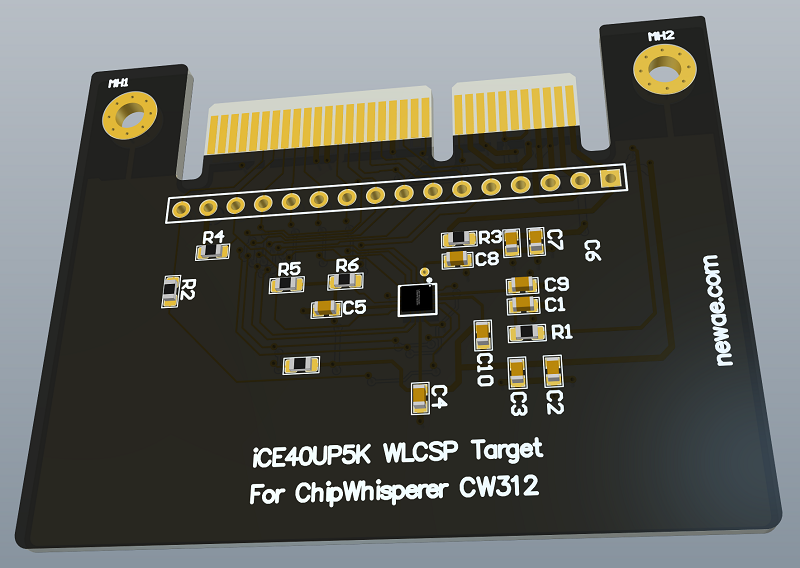 MH1
MH2
R4
R3
C7
C6
C8
R5
R6
R2
C5
C9
C1
R1
C10
C4
C3
C2
newae.com
iCE40UP5K WLCSP Target
For ChipWhisperer CW312